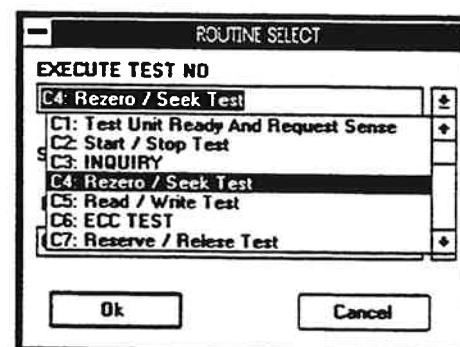 ROUTINE SELECT
EXECUTE TEST NO
C4: Rezero / Seek Test
C1: Test Unit Ready And Request Sense
C2: Start / Stop Test
C3: INQUIRY
C4: Rezero / Seek Test
C5: Read / Write Test
C6: ECC TEST
C7: Reserve / Relese Test
Ok
Cancel